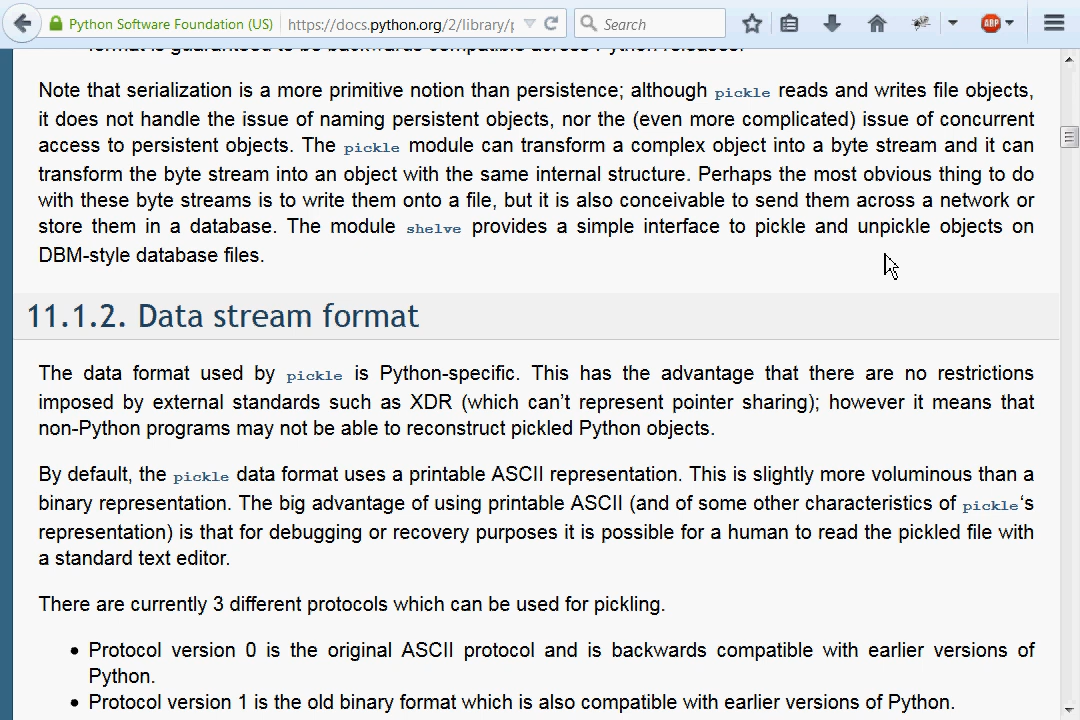 Python Software Foundation (US)
https://docs.python.org/2/library/p
Search
ABP
format is guaranteed to be backwards compatible across Python releases.
Note that serialization is a more primitive notion than persistence; although pickle reads and writes file objects,
it does not handle the issue of naming persistent objects, nor the (even more complicated) issue of concurrent
access to persistent objects. The pickle module can transform a complex object into a byte stream and it can
transform the byte stream into an object with the same internal structure. Perhaps the most obvious thing to do
with these byte streams is to write them onto a file, but it is also conceivable to send them across a network or
store them in a database. The module shelve provides a simple interface to pickle and unpickle objects on
DBM-style database files.
11.1.2. Data stream format
The data format used by pickle is Python-specific. This has the advantage that there are no restrictions
imposed by external standards such as XDR (which can’t represent pointer sharing); however it means that
non-Python programs may not be able to reconstruct pickled Python objects.
By default, the pickle data format uses a printable ASCII representation. This is slightly more voluminous than a
binary representation. The big advantage of using printable ASCII (and of some other characteristics of pickle‘s
representation) is that for debugging or recovery purposes it is possible for a human to read the pickled file with
a standard text editor.
There are currently 3 different protocols which can be used for pickling.
• Protocol version 0 is the original ASCII protocol and is backwards compatible with earlier versions of
Python.
• Protocol version 1 is the old binary format which is also compatible with earlier versions of Python.